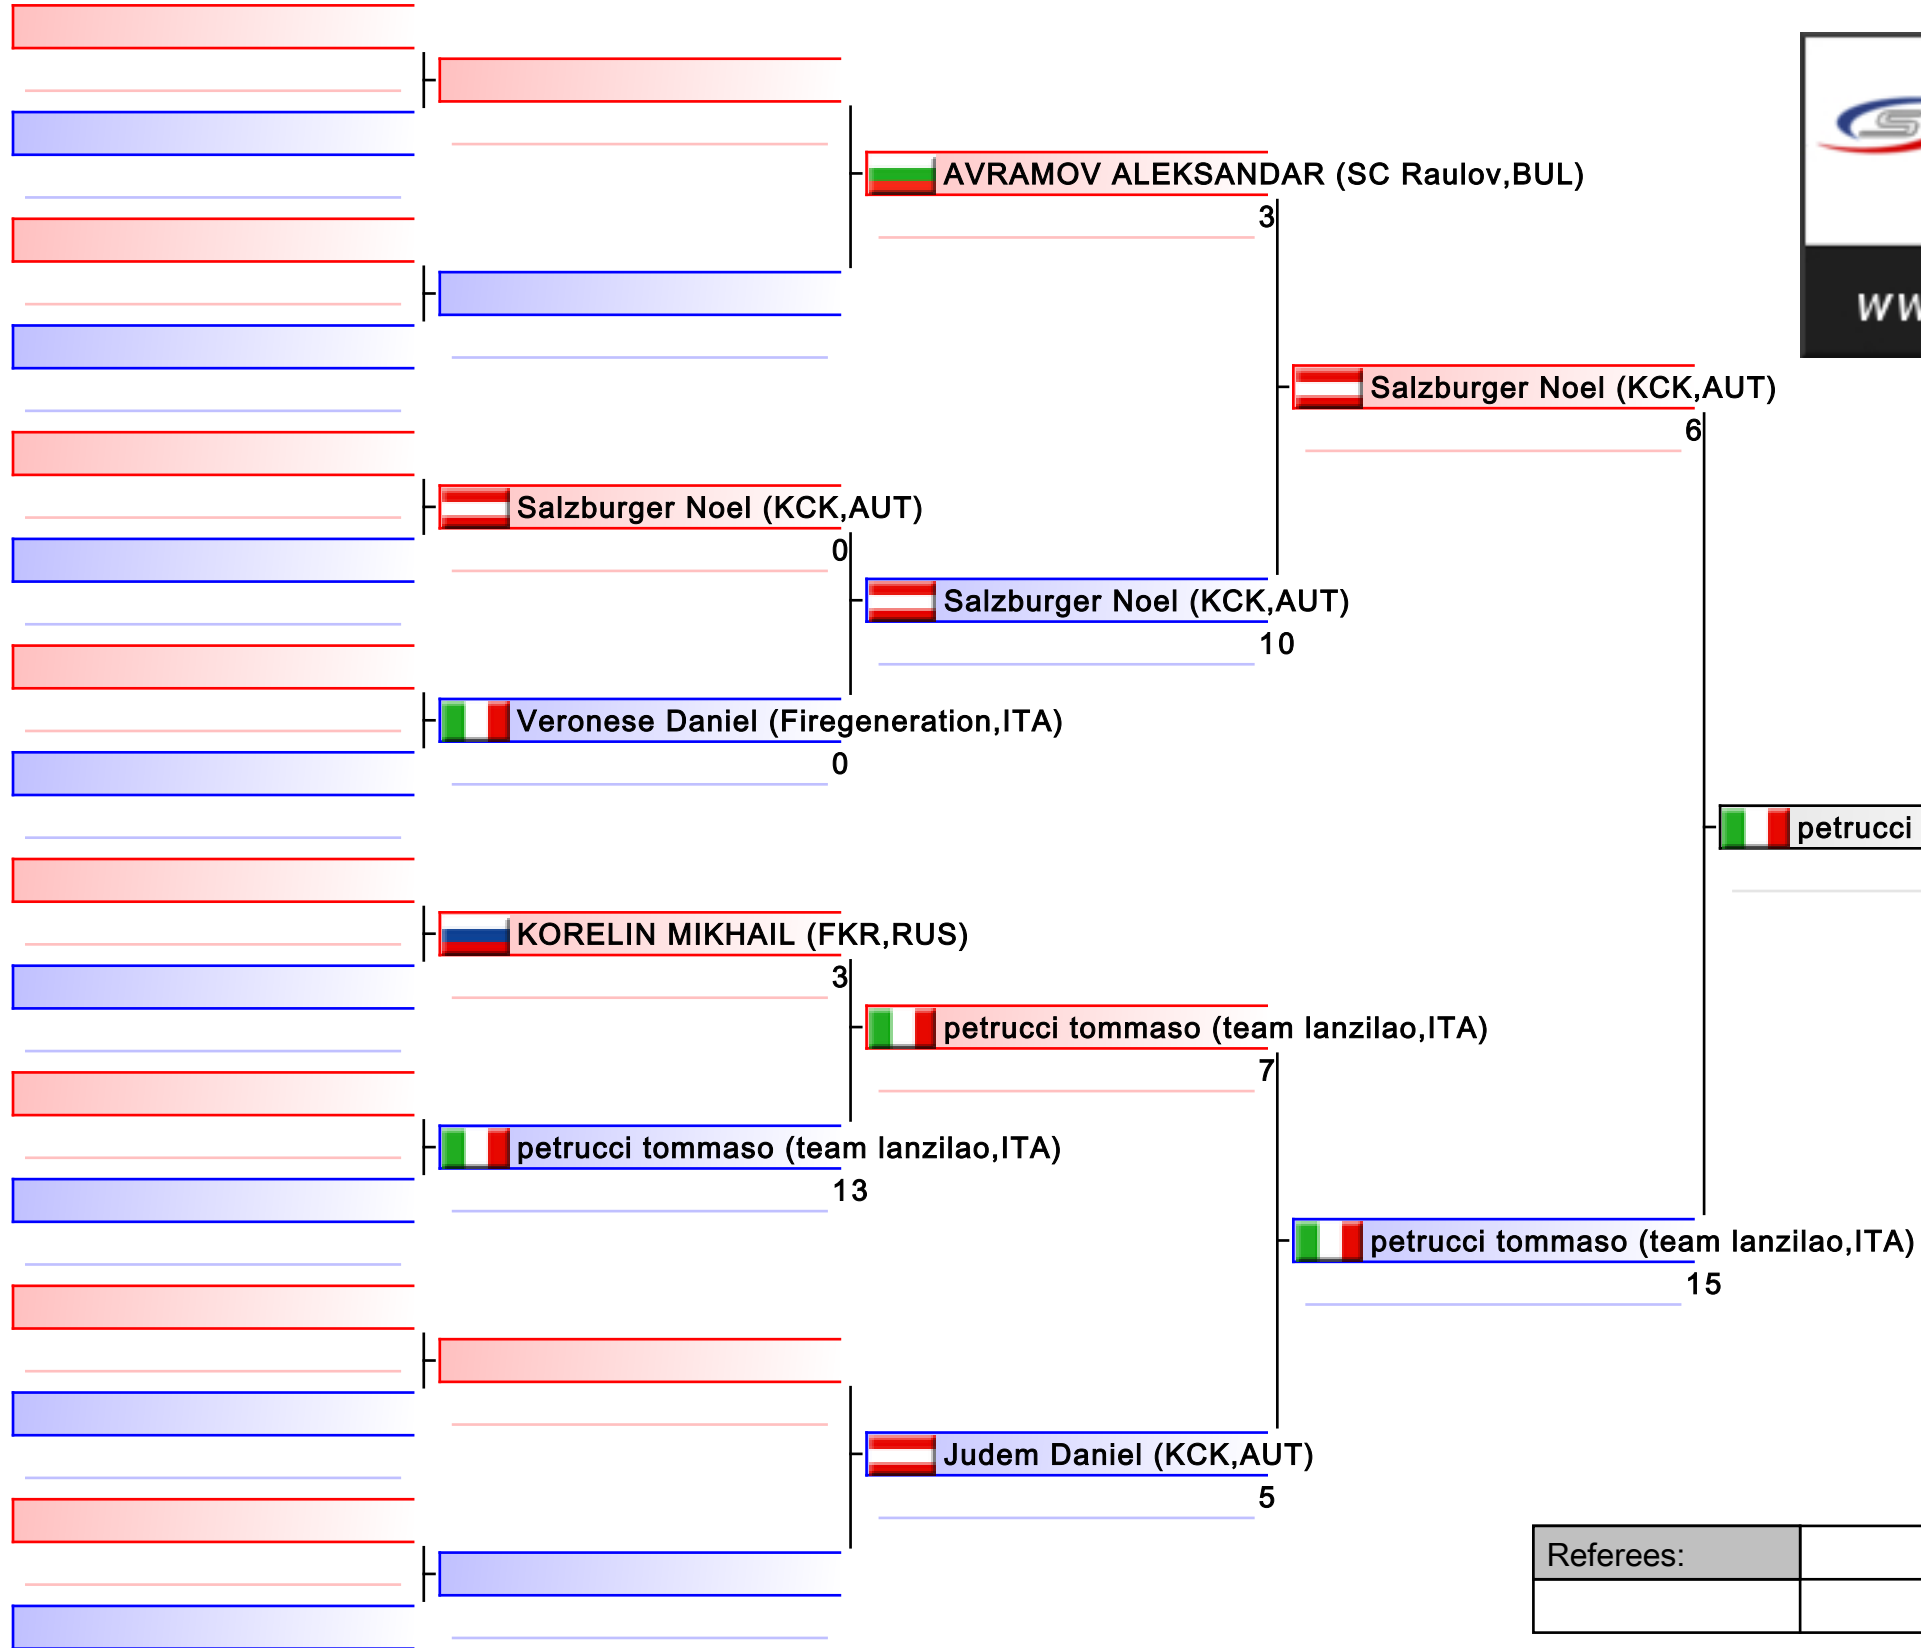 AVRAMOV ALEKSANDAR (SC Raulov,BUL)
3
Salzburger Noel (KCK,AUT)
6
Salzburger Noel (KCK,AUT)
0
Salzburger Noel (KCK,AUT)
10
Veronese Daniel (Firegeneration,ITA)
0
petrucci
KORELIN MIKHAIL (FKR,RUS)
3
petrucci tommaso (team lanzilao,ITA)
7
petrucci tommaso (team lanzilao,ITA)
13
petrucci tommaso (team lanzilao,ITA)
15
Judem Daniel (KCK,AUT)
5
Referees: